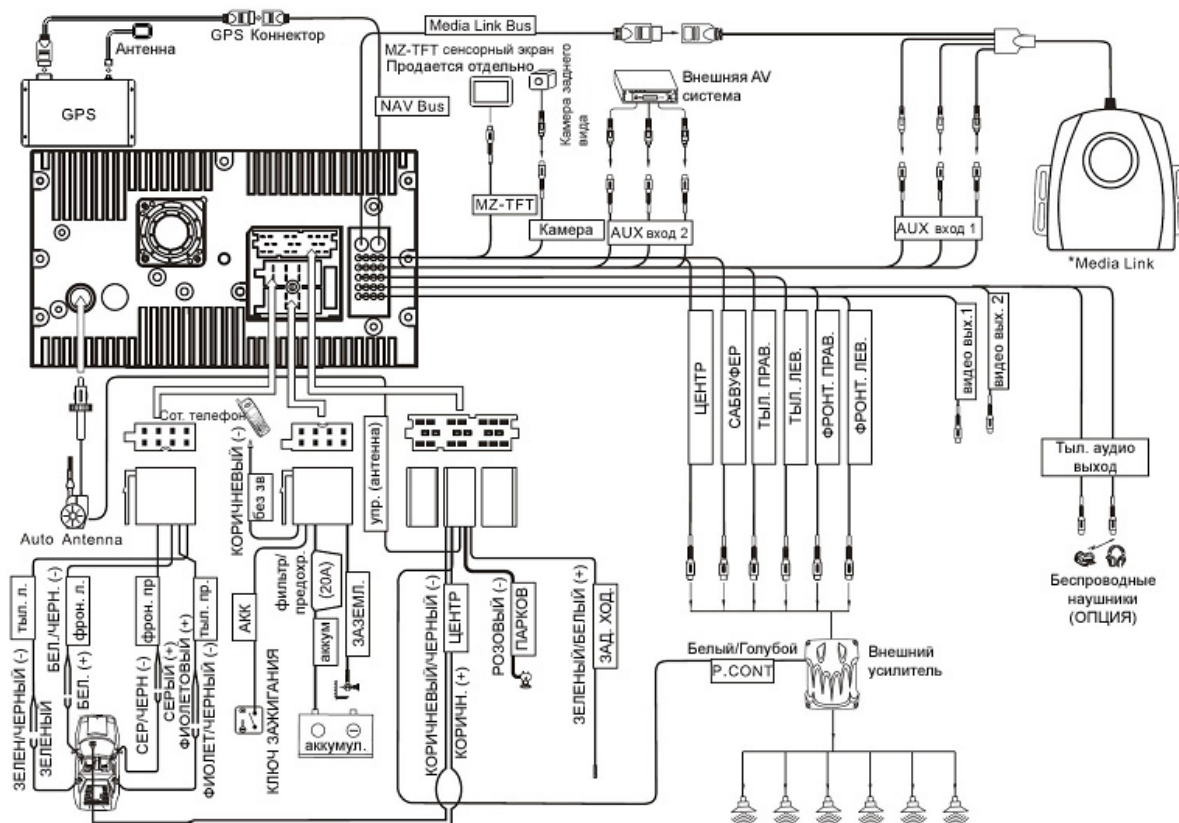 Media Link Bus
GPS Коннектор
Антенна
MZ-TFT сенсорный экран
Продается отдельно
Камера заднего
вида
Внешняя AV
система
GPS
NAV Bus
MZ-TFT
Камера
AUX вход 2
AUX вход 1
*Media Link
ЦЕНТР
САБВУФЕР
ТЫЛ. ПРАВ.
ТЫЛ. ЛЕВ.
ФРОНТ. ПРАВ.
ФРОНТ. ЛЕВ.
видео вых.1
видео вых. 2
Сот. телефон
КОРИЧНЕВЫЙ (-)
без зв
упр. (антенна)
Тыл. аудио
выход
Auto Antenna
Беспроводные
наушники
(ОПЦИЯ)
ЗЕЛЕН/ЧЕРНЫЙ (-)
тыл. л.
ЗЕЛЕНЫЙ
БЕЛ./ЧЕРН. (-)
БЕЛ. (+)
фрон. л.
СЕР/ЧЕРН (-)
фрон. пр
СЕРЫЙ (+)
ФИОЛЕТОВЫЙ (+)
ФИОЛЕТ/ЧЕРНЫЙ (-)
тыл. пр.
АКК
КЛЮЧ ЗАЖИГАНИЯ
фильтр/
предохр.
(20А)
аккум
ЗАЗЕМЛ.
аккумул.
КОРИЧНЕВЫЙ/ЧЕРНЫЙ (-)
ЦЕНТР
КОРИЧН. (+)
РОЗОВЫЙ (-)
ПАРКОВ
ЗЕЛЕНЫЙ/БЕЛЫЙ (+)
ЗАД. ХОД.
Белый/Голубой
P.CONT
Внешний
усилитель